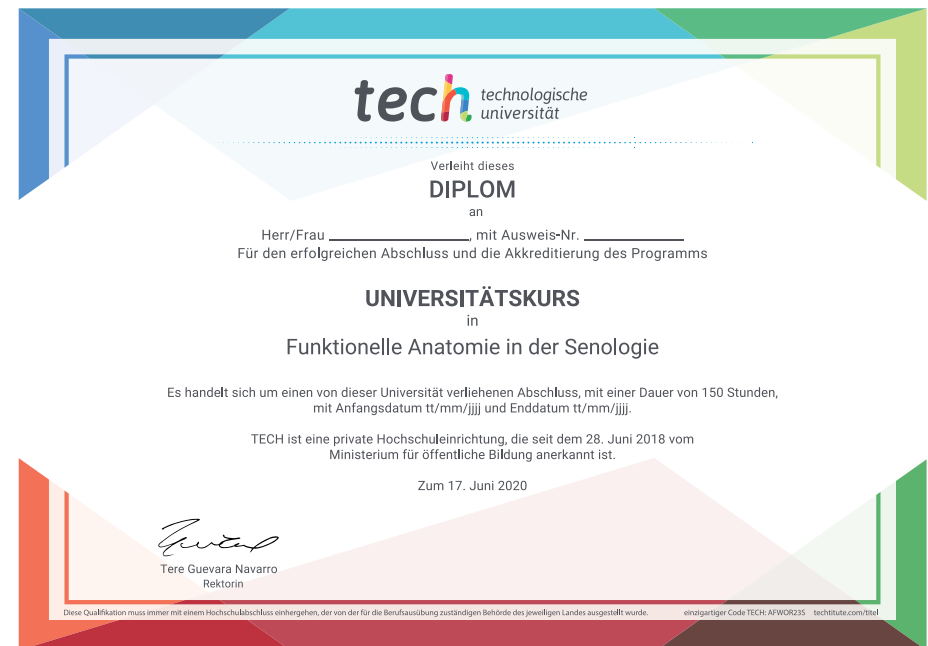 tech technologische
universität
Verleiht dieses
DIPLOM
an
Herr/Frau ____________________, mit Ausweis-Nr. ______________
Für den erfolgreichen Abschluss und die Akkreditierung des Programms
UNIVERSITÄTSKURS
in
Funktionelle Anatomie in der Senologie
Es handelt sich um einen von dieser Universität verliehenen Abschluss, mit einer Dauer von 150 Stunden,
mit Anfangsdatum tt/mm/jjjj und Enddatum tt/mm/jjjj.
TECH ist eine private Hochschuleinrichtung, die seit dem 28. Juni 2018 vom
Ministerium für öffentliche Bildung anerkannt ist.
Zum 17. Juni 2020
Tere Guevara Navarro
Rektorin
Diese Qualifikation muss immer mit einem Hochschulabschluss einhergehen, der von der für die Berufsausübung zuständigen Behörde des jeweiligen Landes ausgestellt wurde. einzigartiger Code TECH: AFWOR23S techtitute.com/titel